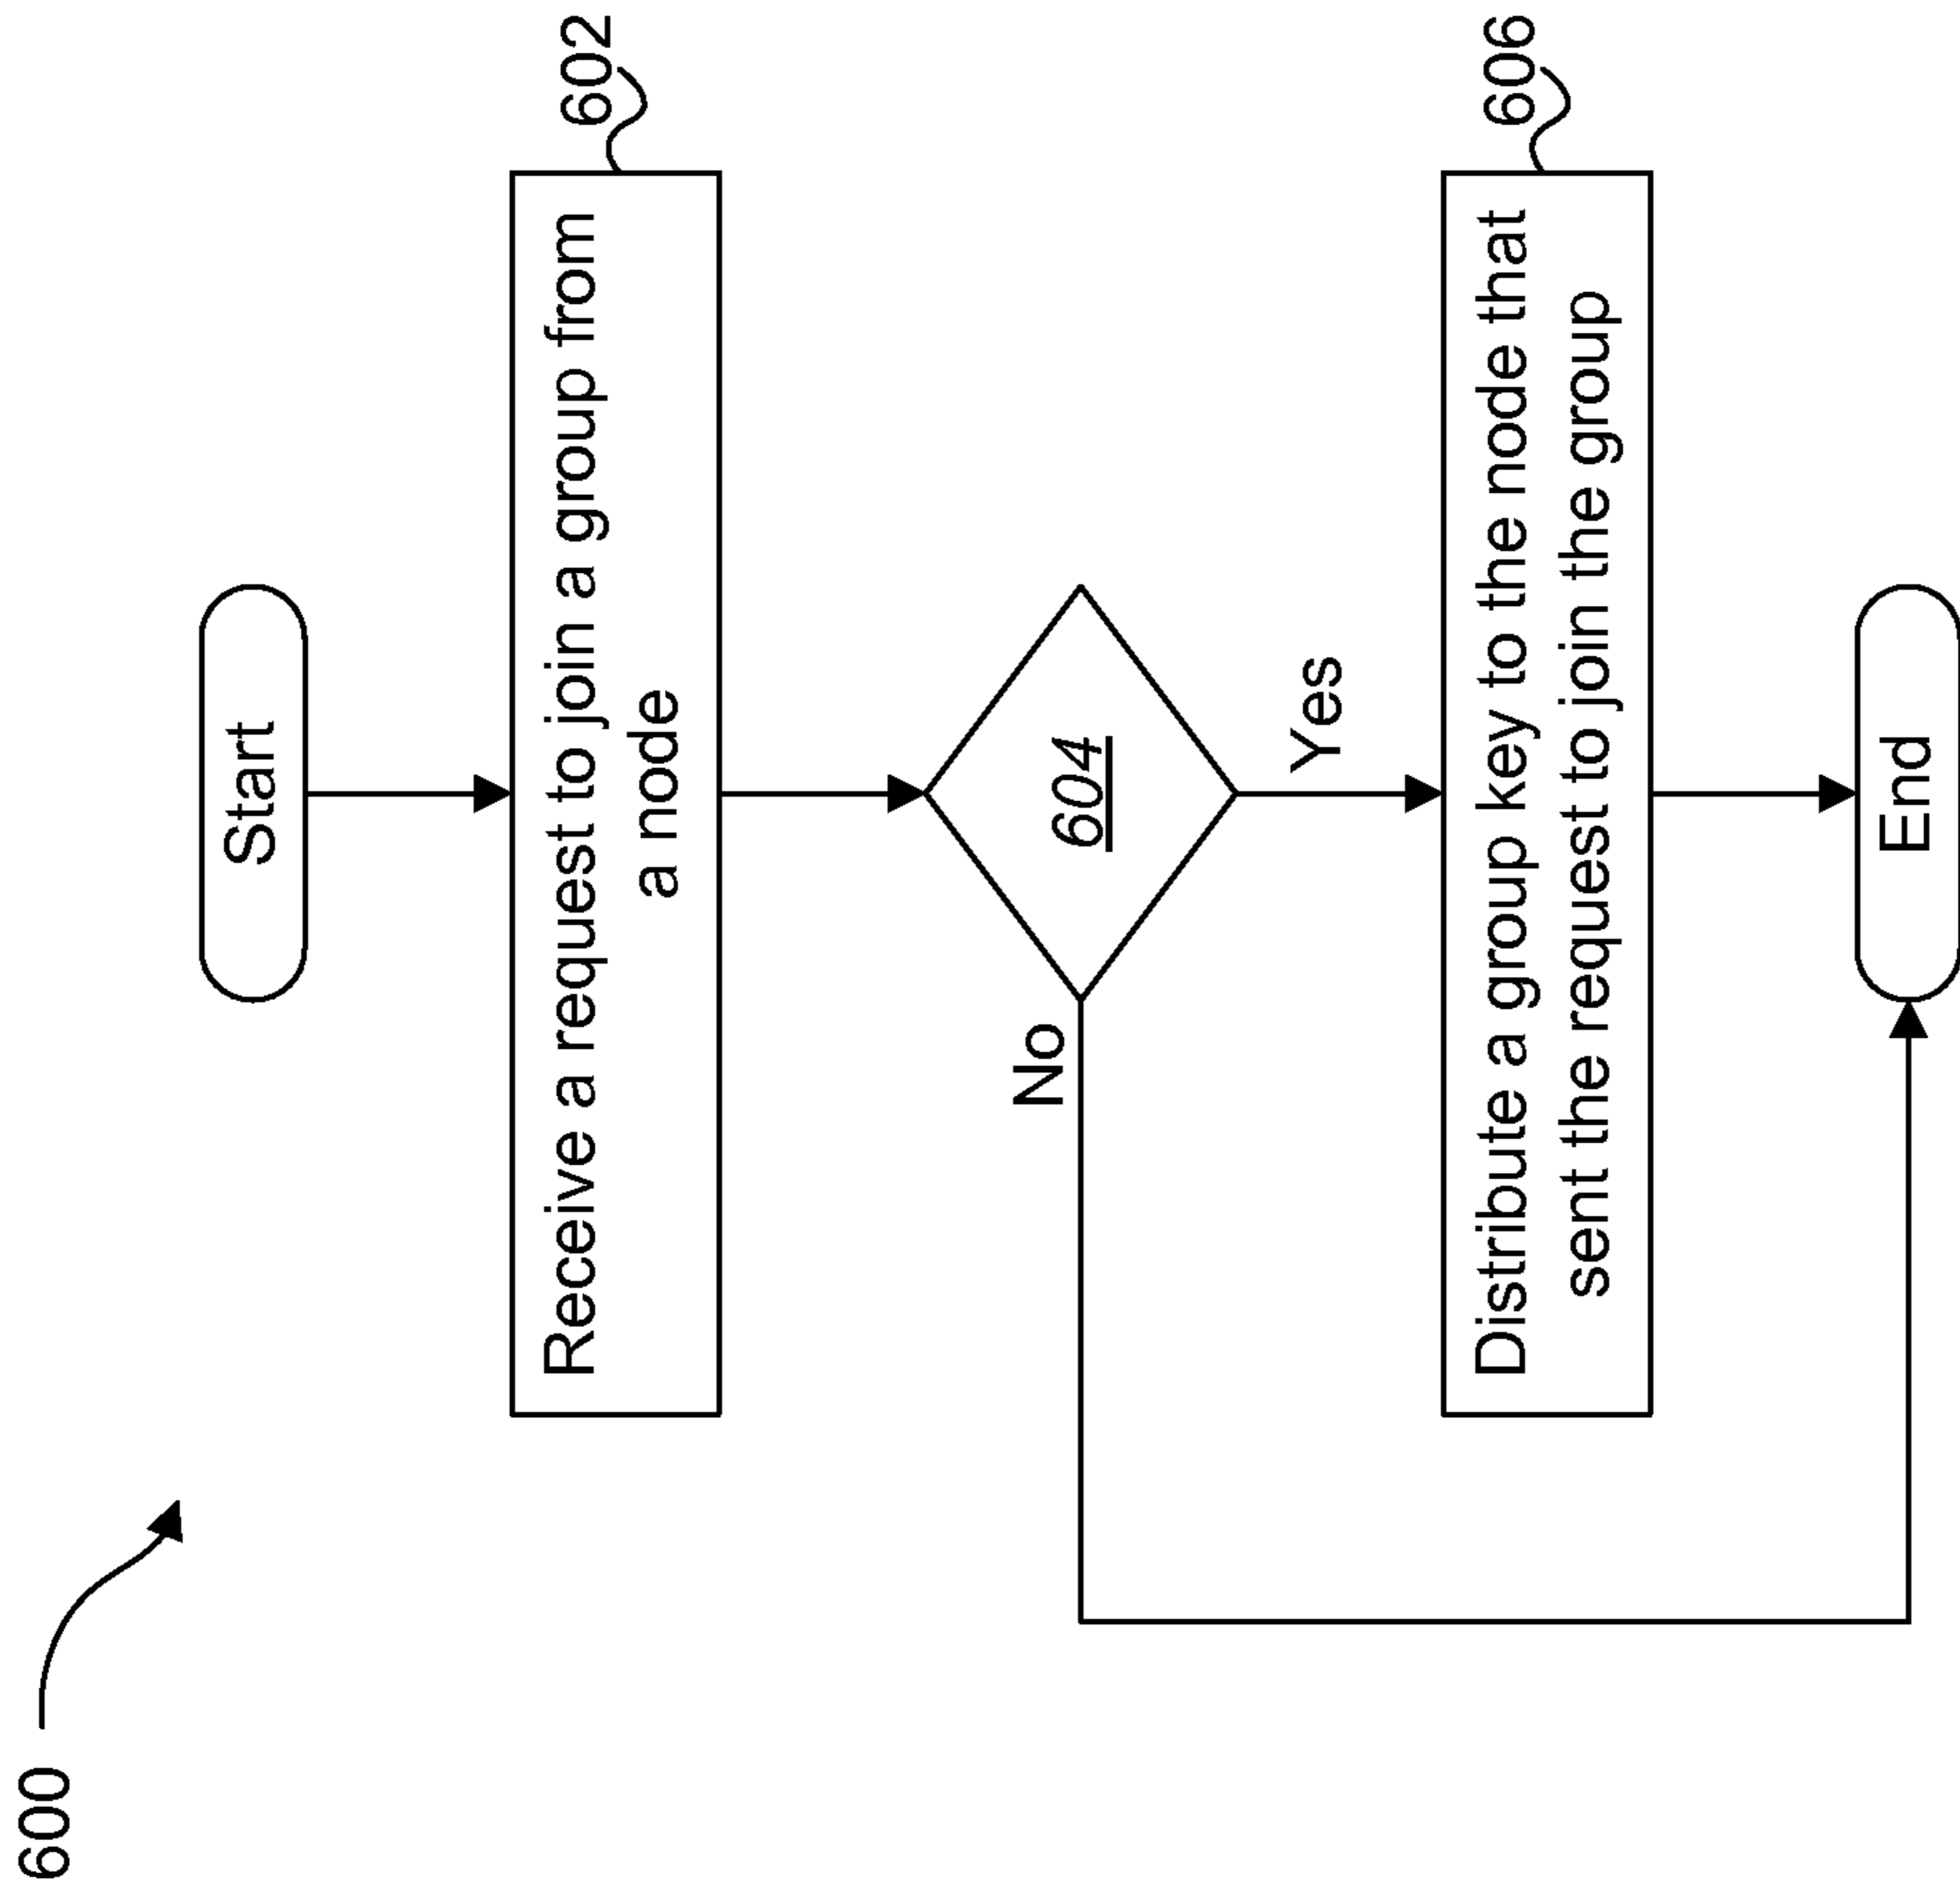 600
Start
Receive a request to join a group from
a node
602
604
No
Yes
Distribute a group key to the node that
sent the request to join the group
606
End